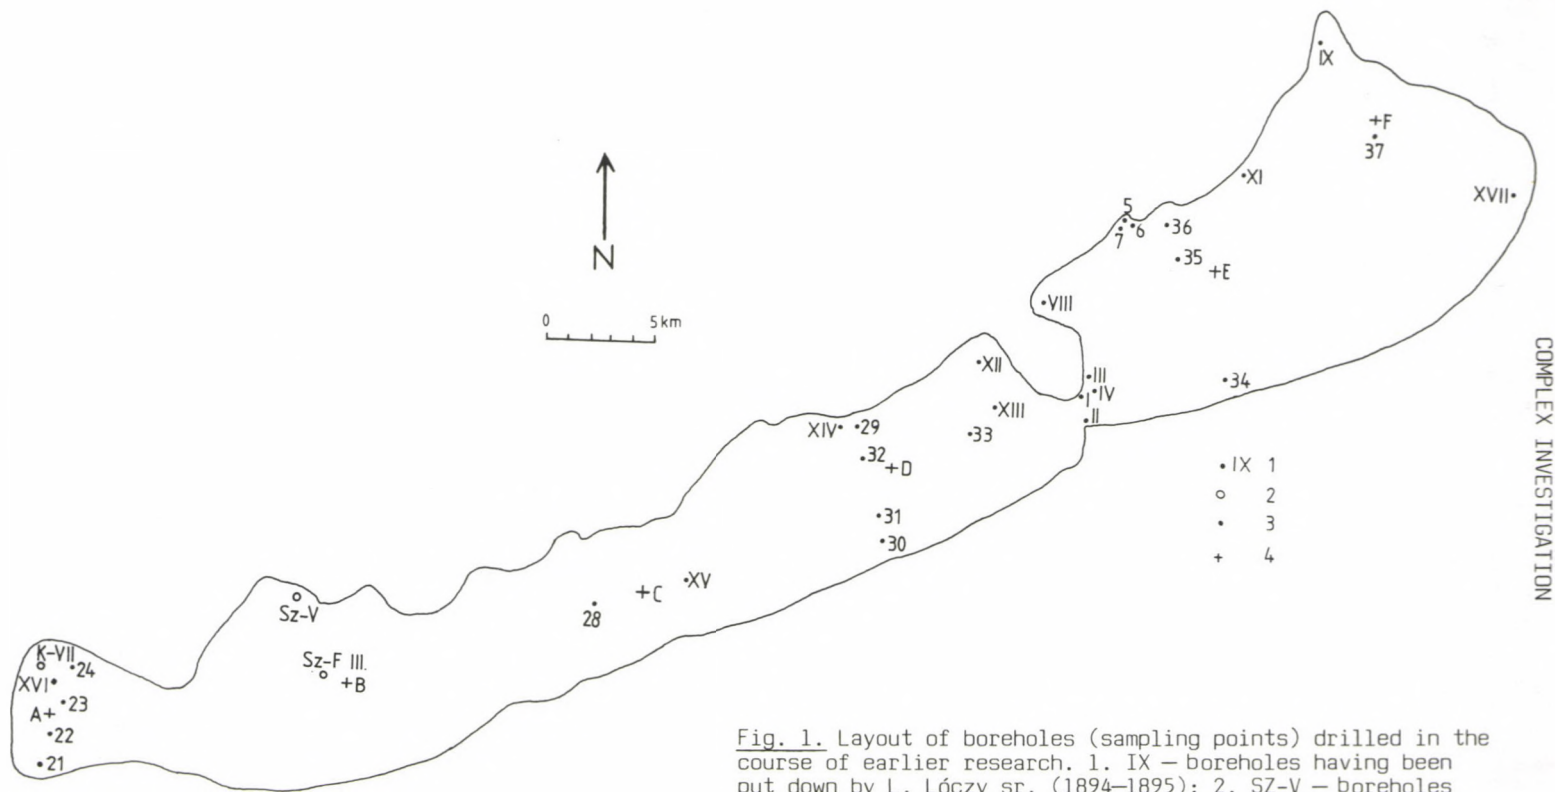 IX
+F
37
XI
XVII
5
6
7
36
35
+E
VIII
N
0 5 km
XII
III
IV
I
II
34
XIII
XIV
29
33
32
+D
31
30
IX 1
2
3
4
XV
+C
28
Sz-V
Sz-F III.
+B
K-VII
24
XVI
23
A+
22
21
COMPLEX INVESTIGATION
Fig. 1. Layout of boreholes (sampling points) drilled in the
course of earlier research. 1. IX — boreholes having been
put down by L. Lóczy sr. (1894—1895); 2. SZ-V — boreholes